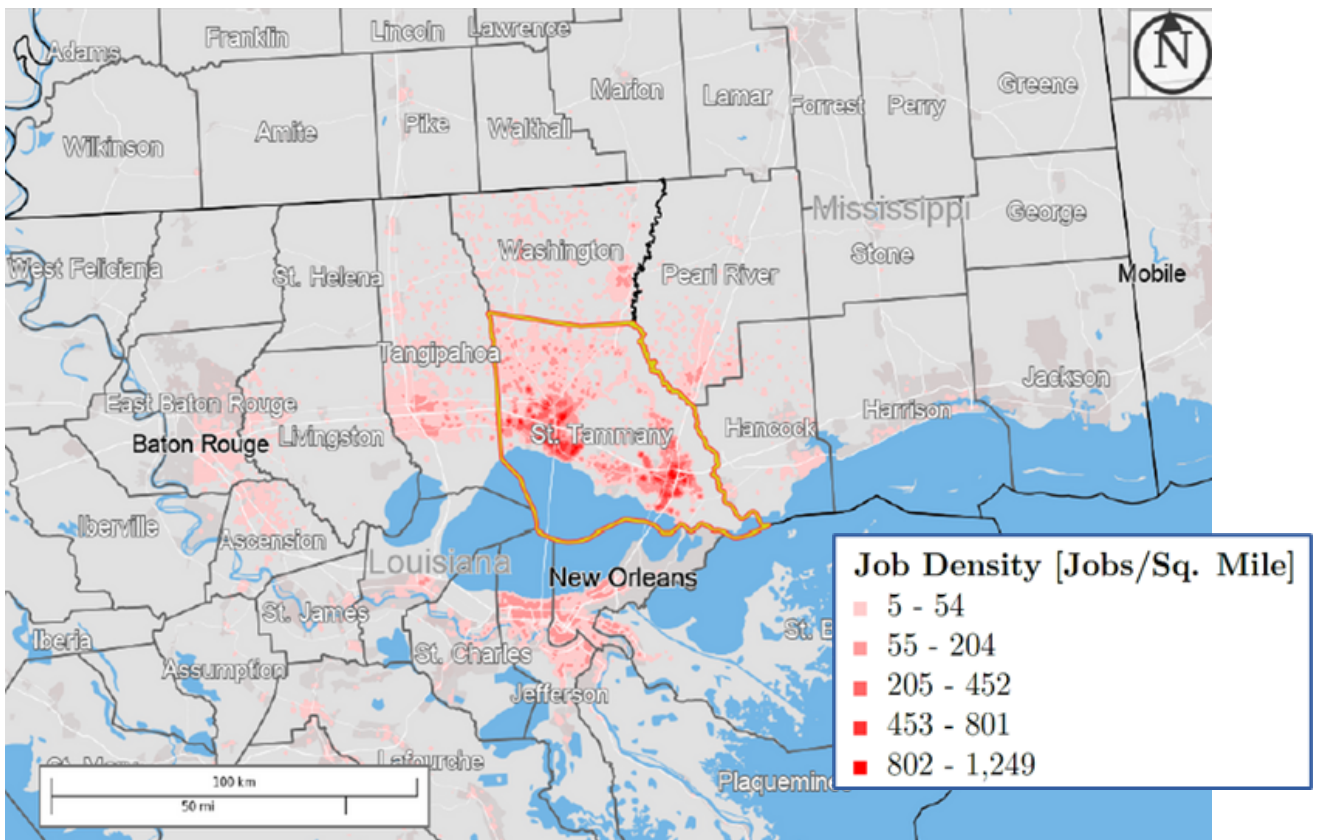 Adams
Franklin
Lincoln
Lawrence
N
Wilkinson
Amite
Pike
Walthall
Marion
Lamar
Forrest
Perry
Greene
West Feliciana
St. Helena
Washington
Pearl River
Mississippi
Stone
George
Mobile
Tangipahoa
East Baton Rouge
Baton Rouge
Livingston
St. Tammany
Hancock
Harrison
Jackson
Iberville
Ascension
Louisiana
New Orleans
St. James
Iberia
Assumption
St. Charles
Jefferson
Lafourche
Plaquemine
100 km
50 mi
Job Density [Jobs/Sq. Mile]
5 - 54
55 - 204
205 - 452
453 - 801
802 - 1,249